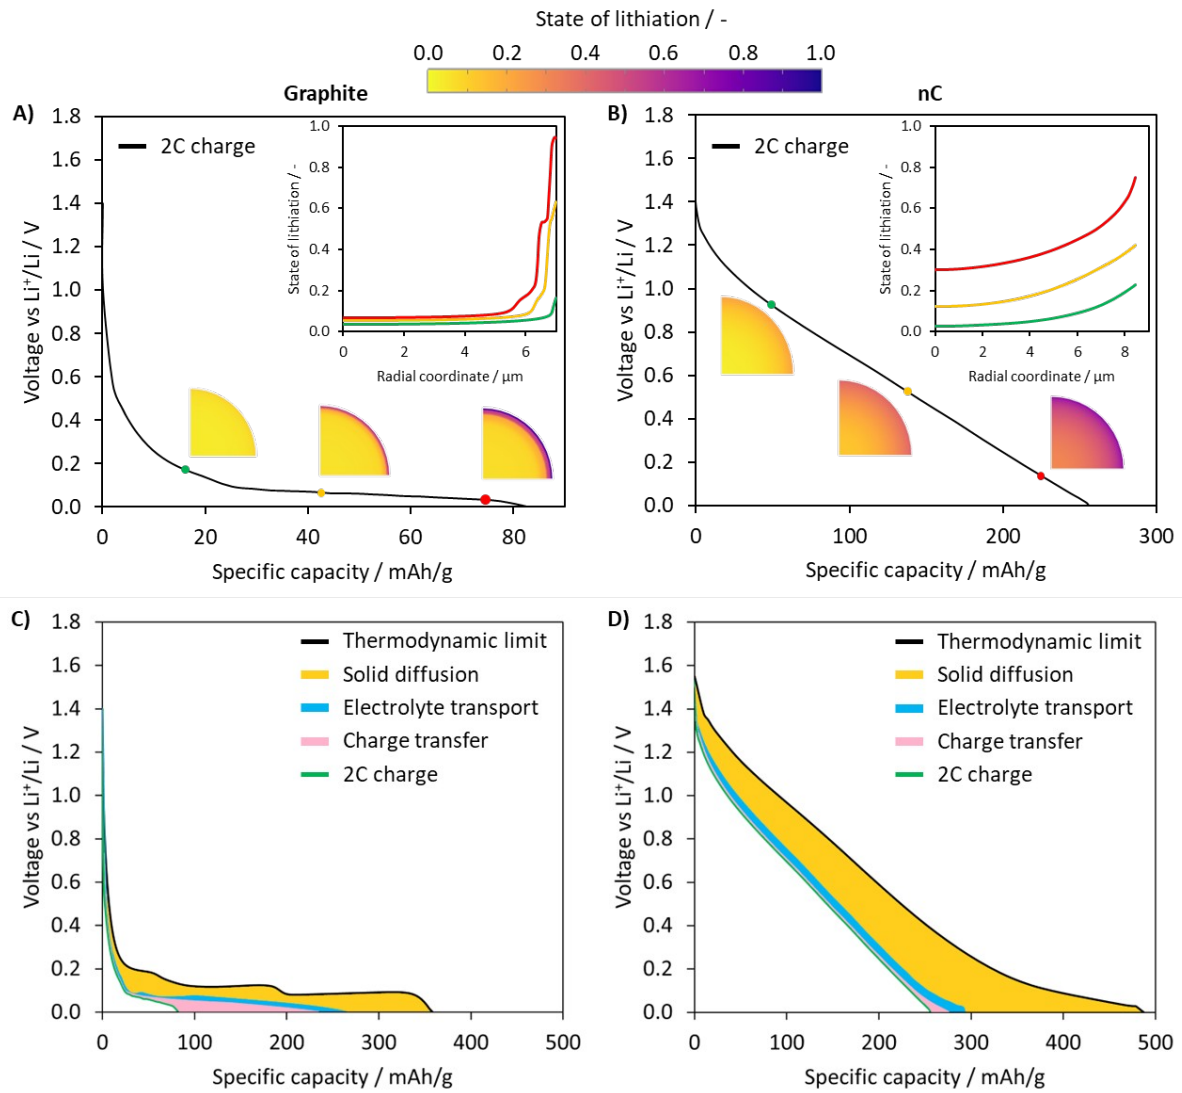 State of lithiation / -
0.0 0.2 0.4 0.6 0.8 1.0
Graphite
nC
A)
1.8
1.6
1.4
1.2
1.0
0.8
0.6
0.4
0.2
0.0
Voltage vs Li⁺/Li / V
2C charge
1.0
0.8
0.6
0.4
0.2
0.0
State of lithiation / -
0 2 4 6
Radial coordinate / µm
0 20 40 60 80
Specific capacity / mAh/g
B)
1.8
1.6
1.4
1.2
1.0
0.8
0.6
0.4
0.2
0.0
Voltage vs Li⁺/Li / V
2C charge
1.0
0.8
0.6
0.4
0.2
0.0
State of lithiation / -
0 2 4 6 8
Radial coordinate / µm
0 100 200 300
Specific capacity / mAh/g
C)
1.8
1.6
1.4
1.2
1.0
0.8
0.6
0.4
0.2
0.0
Voltage vs Li⁺/Li / V
Thermodynamic limit
Solid diffusion
Electrolyte transport
Charge transfer
2C charge
0 100 200 300 400 500
Specific capacity / mAh/g
D)
1.8
1.6
1.4
1.2
1.0
0.8
0.6
0.4
0.2
0.0
Voltage vs Li⁺/Li / V
Thermodynamic limit
Solid diffusion
Electrolyte transport
Charge transfer
2C charge
0 100 200 300 400 500
Specific capacity / mAh/g